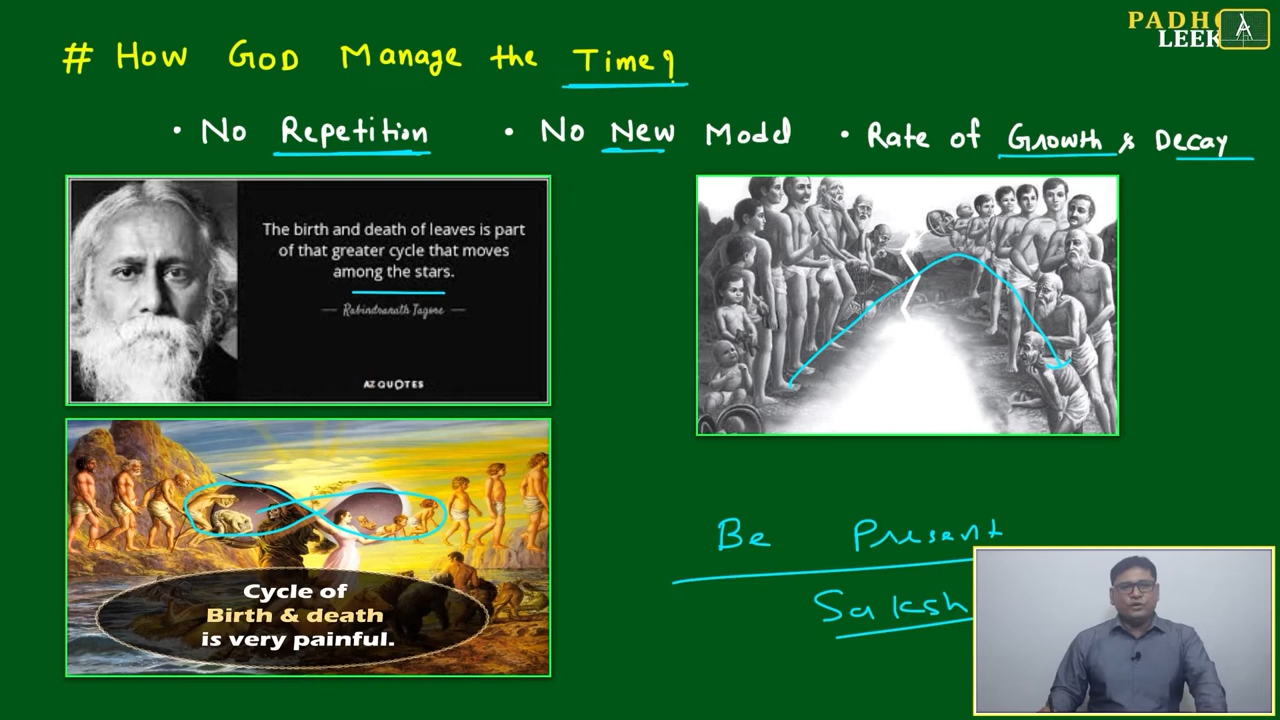 PADH
LEEK
# How GOD Manage the Time?
• No Repetition • No New Model • Rate of Growth & Decay
The birth and death of leaves is part
of that greater cycle that moves
among the stars.
— Rabindranath Tagore —
AZ QUOTES
Cycle of
Birth & death
is very painful.
Be Present
Saksh